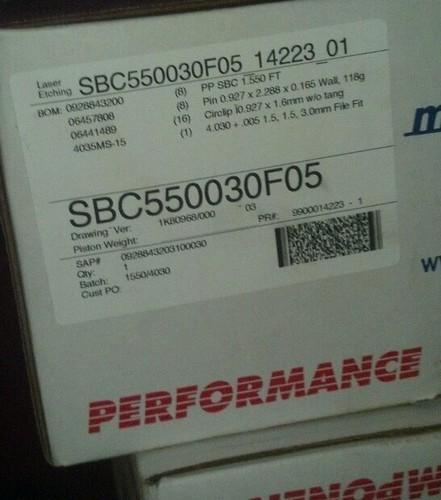 Laser Etching SBC550030F05_14223_01
BOM: 0928843200 (8) PP SBC 1.550 FT
06457808 (8) Pin 0.927 x 2.288 x 0.165 Wall, 118g
06441489 (16) Circlip !0.927 x 1.6mm w/o tang
4035MS-15 (1) 4.030 + .005 1.5, 1.5, 3.0mm File Fit
SBC550030F05
Drawing Ver: 1K80968/000 03 PR#: 9900014223 - 1
Piston Weight:
SAP# 0928843203100030
Qty: 1
Batch: 1550/4030
Cust PO:
m
w
PERFORMANCE